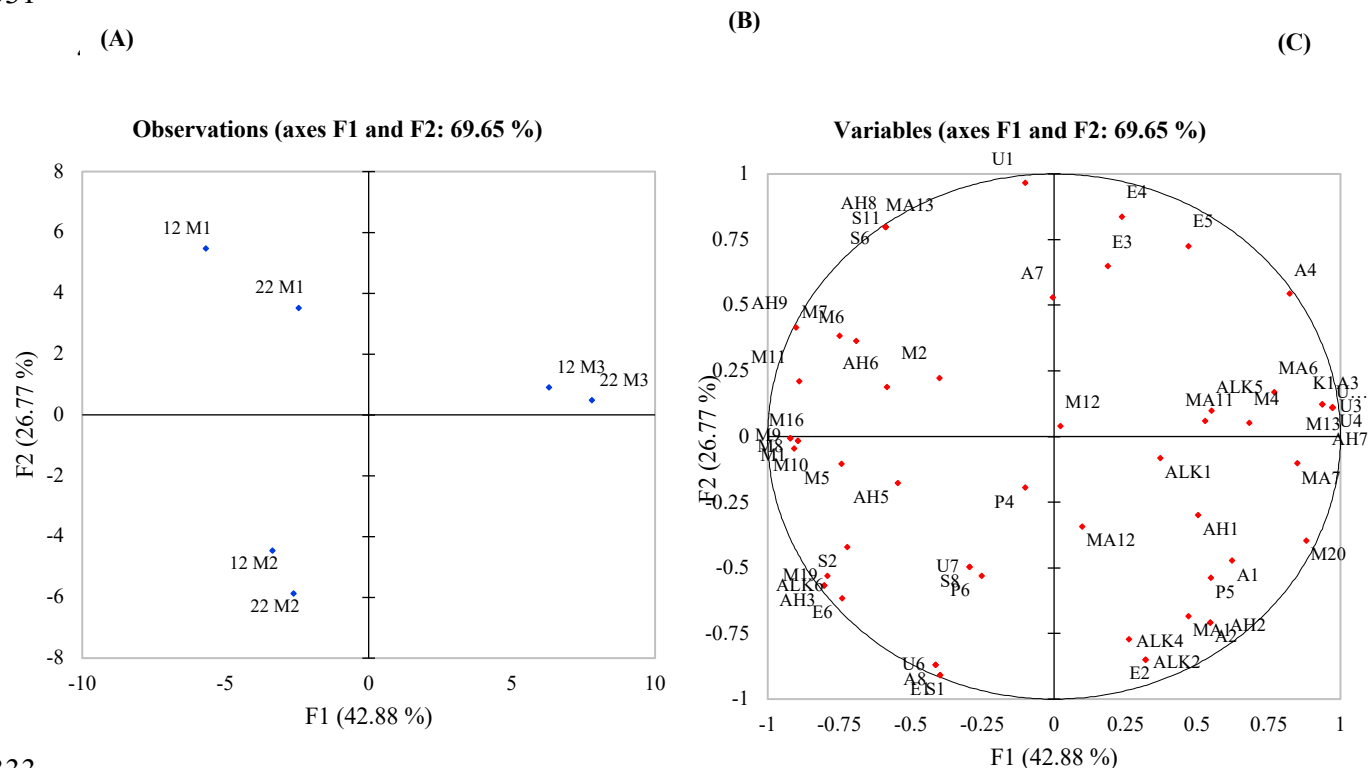 (A)
(B)
(C)
Observations (axes F1 and F2: 69.65 %)
8
6
4
2
0
-2
-4
-6
-8
-10
-5
0
5
10
F2 (26.77 %)
F1 (42.88 %)
12 M1
22 M1
12 M3
22 M3
12 M2
22 M2
Variables (axes F1 and F2: 69.65 %)
1
0.75
0.5
0.25
0
-0.25
-0.5
-0.75
-1
-1
-0.75
-0.5
-0.25
0
0.25
0.5
0.75
1
F2 (26.77 %)
F1 (42.88 %)
U1
AH8
MA13
S11
S6
E4
E5
E3
A7
A4
AH9
M7
M6
M11
AH6
M2
MA6
ALK5
K1
A3
U...
MA11
M4
U3
M12
M13
U4
AH7
M16
M9
M8
M1
M10
M5
AH5
ALK1
MA7
P4
AH1
MA12
M20
S2
M19
ALK6
AH3
E6
U7
S8
P6
A1
P5
MA1
AH2
A2
ALK4
ALK2
E2
U6
A8
S1